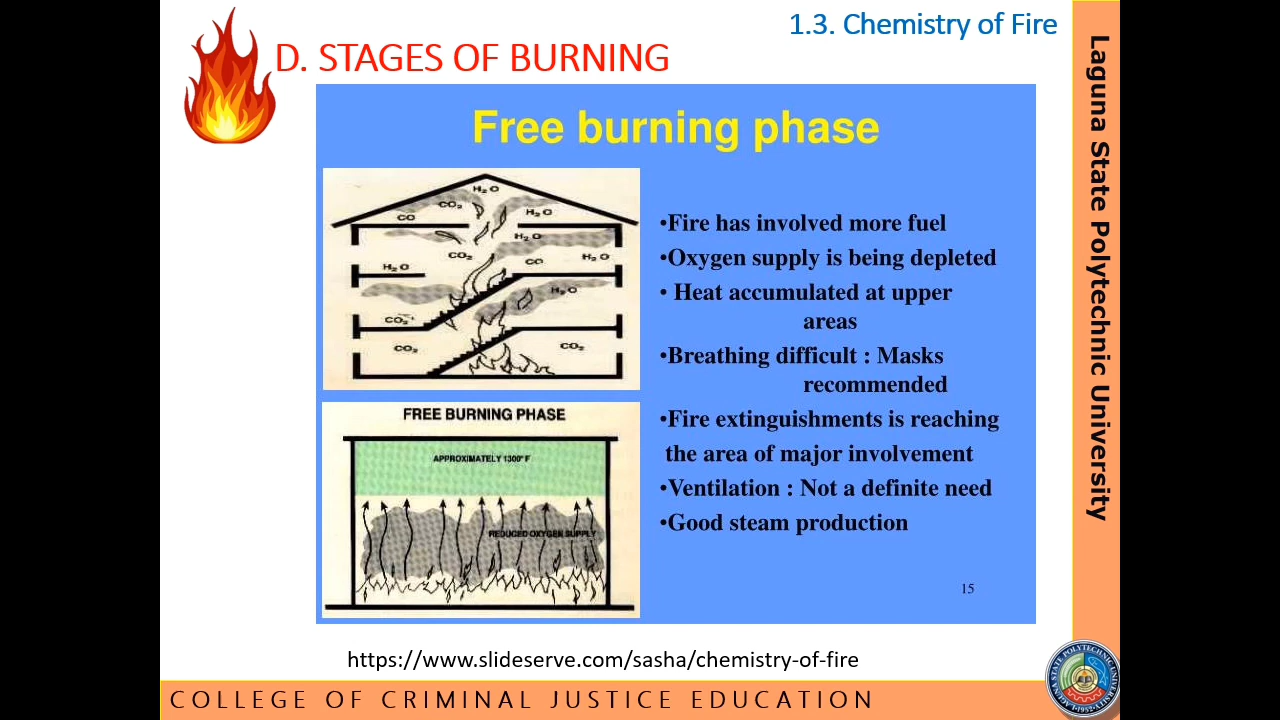 1.3. Chemistry of Fire
D. STAGES OF BURNING
Free burning phase
H₂O
CO₂
CO
H₂O
H₂O
CO₂
CO
H₂O
H₂O
H₂O
CO₂
CO₂
CO₂
•Fire has involved more fuel
•Oxygen supply is being depleted
• Heat accumulated at upper
areas
•Breathing difficult : Masks
recommended
•Fire extinguishments is reaching
the area of major involvement
•Ventilation : Not a definite need
•Good steam production
FREE BURNING PHASE
APPROXIMATELY 1300° F
REDUCED OXYGEN SUPPLY
15
https://www.slideserve.com/sasha/chemistry-of-fire
COLLEGE OF CRIMINAL JUSTICE EDUCATION
Laguna State Polytechnic University